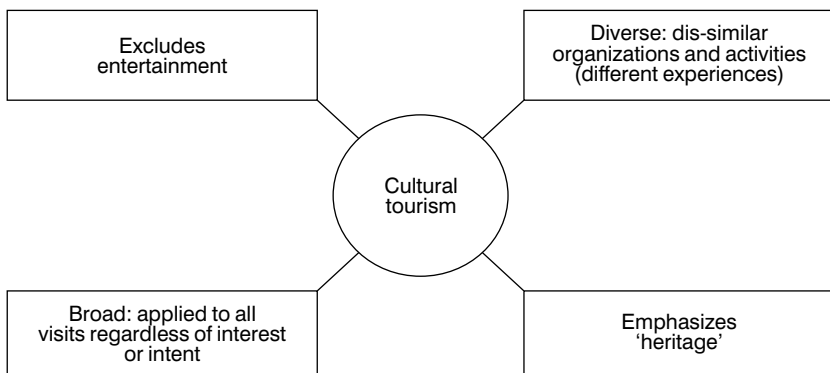 Excludes
entertainment
Diverse: dis-similar
organizations and activities
(different experiences)
Cultural
tourism
Broad: applied to all
visits regardless of interest
or intent
Emphasizes
‘heritage’